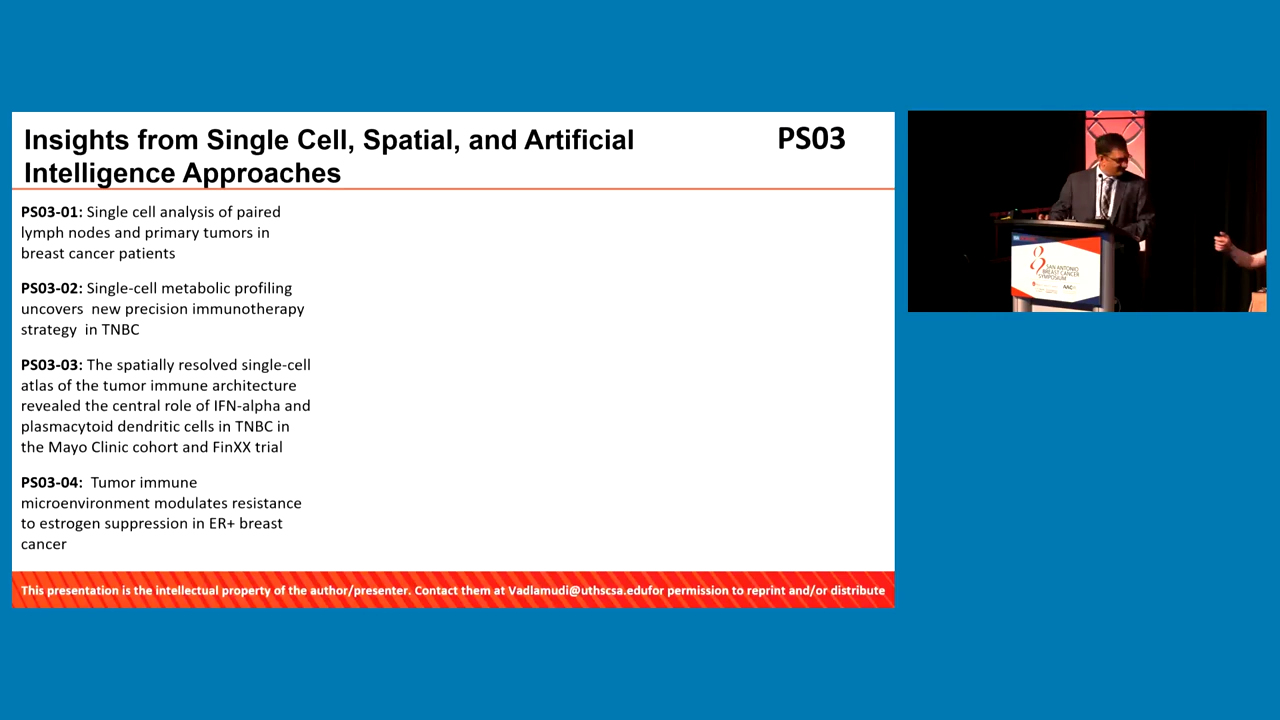 Insights from Single Cell, Spatial, and Artificial
Intelligence Approaches
PS03
PS03-01: Single cell analysis of paired
lymph nodes and primary tumors in
breast cancer patients
PS03-02: Single-cell metabolic profiling
uncovers  new precision immunotherapy
strategy  in TNBC
PS03-03: The spatially resolved single-cell
atlas of the tumor immune architecture
revealed the central role of IFN-alpha and
plasmacytoid dendritic cells in TNBC in
the Mayo Clinic cohort and FinXX trial
PS03-04:  Tumor immune
microenvironment modulates resistance
to estrogen suppression in ER+ breast
cancer
This presentation is the intellectual property of the author/presenter. Contact them at Vadlamudi@uthscsa.edufor permission to reprint and/or distribute
SAN ANTONIO
BREAST CANCER
SYMPOSIUM